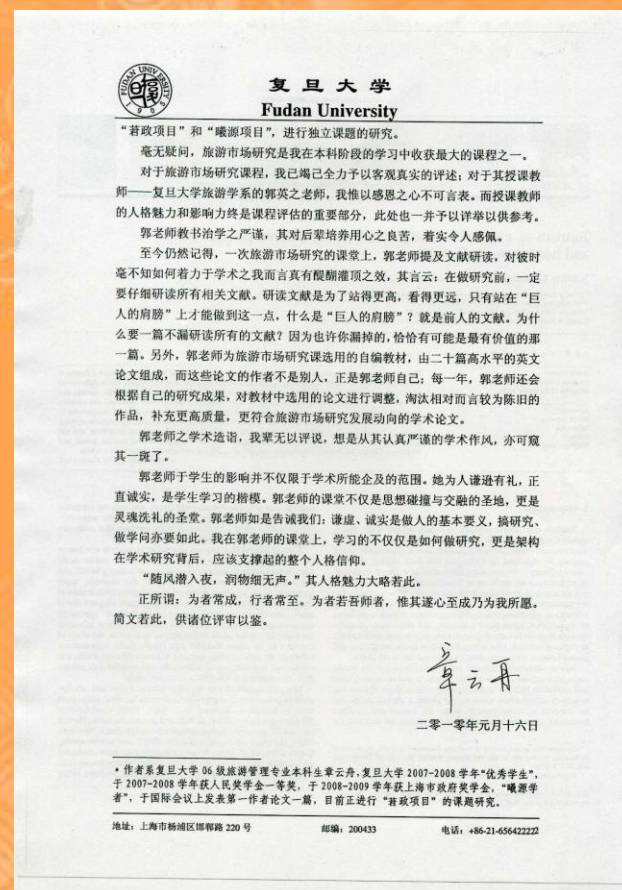 复旦大学
Fudan University
“莙政项目”和“曦源项目”，进行独立课题的研究。
毫无疑问，旅游市场研究是我在本科阶段的学习中收获最大的课程之一。
对于旅游市场研究课程，我已竭己全力予以客观真实的评述；对于其授课教
师——复旦大学旅游学系的郭英之老师，我惟以感恩之心不可言表。而授课教师
的人格魅力和影响力终是课程评估的重要部分，此处也一并予以详举以供参考。
郭老师教书治学之严谨，其对后辈培养用心之良苦，着实令人感佩。
至今仍然记得，一次旅游市场研究的课堂上，郭老师提及文献研读，对彼时
毫不知如何着力于学术之我而言真有醍醐灌顶之效，其言云：在做研究前，一定
要仔细研读所有相关文献。研读文献是为了站得更高，看得更远，只有站在“巨
人的肩膀”上才能做到这一点，什么是“巨人的肩膀”？就是前人的文献。为什
么要一篇不漏研读所有的文献？因为也许你漏掉的，恰恰有可能是最有价值的那
一篇。另外，郭老师为旅游市场研究课选用的自编教材，由二十篇高水平的英文
论文组成，而这些论文的作者不是别人，正是郭老师自己；每一年，郭老师还会
根据自己的研究成果，对教材中选用的论文进行调整，淘汰相对而言较为陈旧的
作品，补充更高质量，更符合旅游市场研究发展动向的学术论文。
郭老师之学术造诣，我辈无以评说，想是从其认真严谨的学术作风，亦可窥
其一斑了。
郭老师于学生的影响并不仅限于学术所能企及的范围。她为人谦逊有礼，正
直诚实，是学生学习的楷模。郭老师的课堂不仅是思想碰撞与交融的圣地，更是
灵魂洗礼的圣堂。郭老师如是告诫我们：谦虚、诚实是做人的基本要义，搞研究、
做学问亦要如此。我在郭老师的课堂上，学习的不仅仅是如何做研究，更是架构
在学术研究背后，应该支撑起的整个人格信仰。
“随风潜入夜，润物细无声。”其人格魅力大略若此。
正所谓：为者常成，行者常至。为者若吾师者，惟其遂心至成乃为我所愿。
简文若此，供诸位评审以鉴。
章云丹
二零一零年元月十六日
* 作者系复旦大学 06 级旅游管理专业本科生章云丹，复旦大学 2007-2008 学年“优秀学生”，
于 2007-2008 学年获人民奖学金一等奖，于 2008-2009 学年获上海市政府奖学金，“曦源学
者”，于国际会议上发表第一作者论文一篇，目前正进行“莙政项目”的课题研究。
地址：上海市杨浦区邯郸路 220 号 邮编：200433 电话：+86-21-656422222